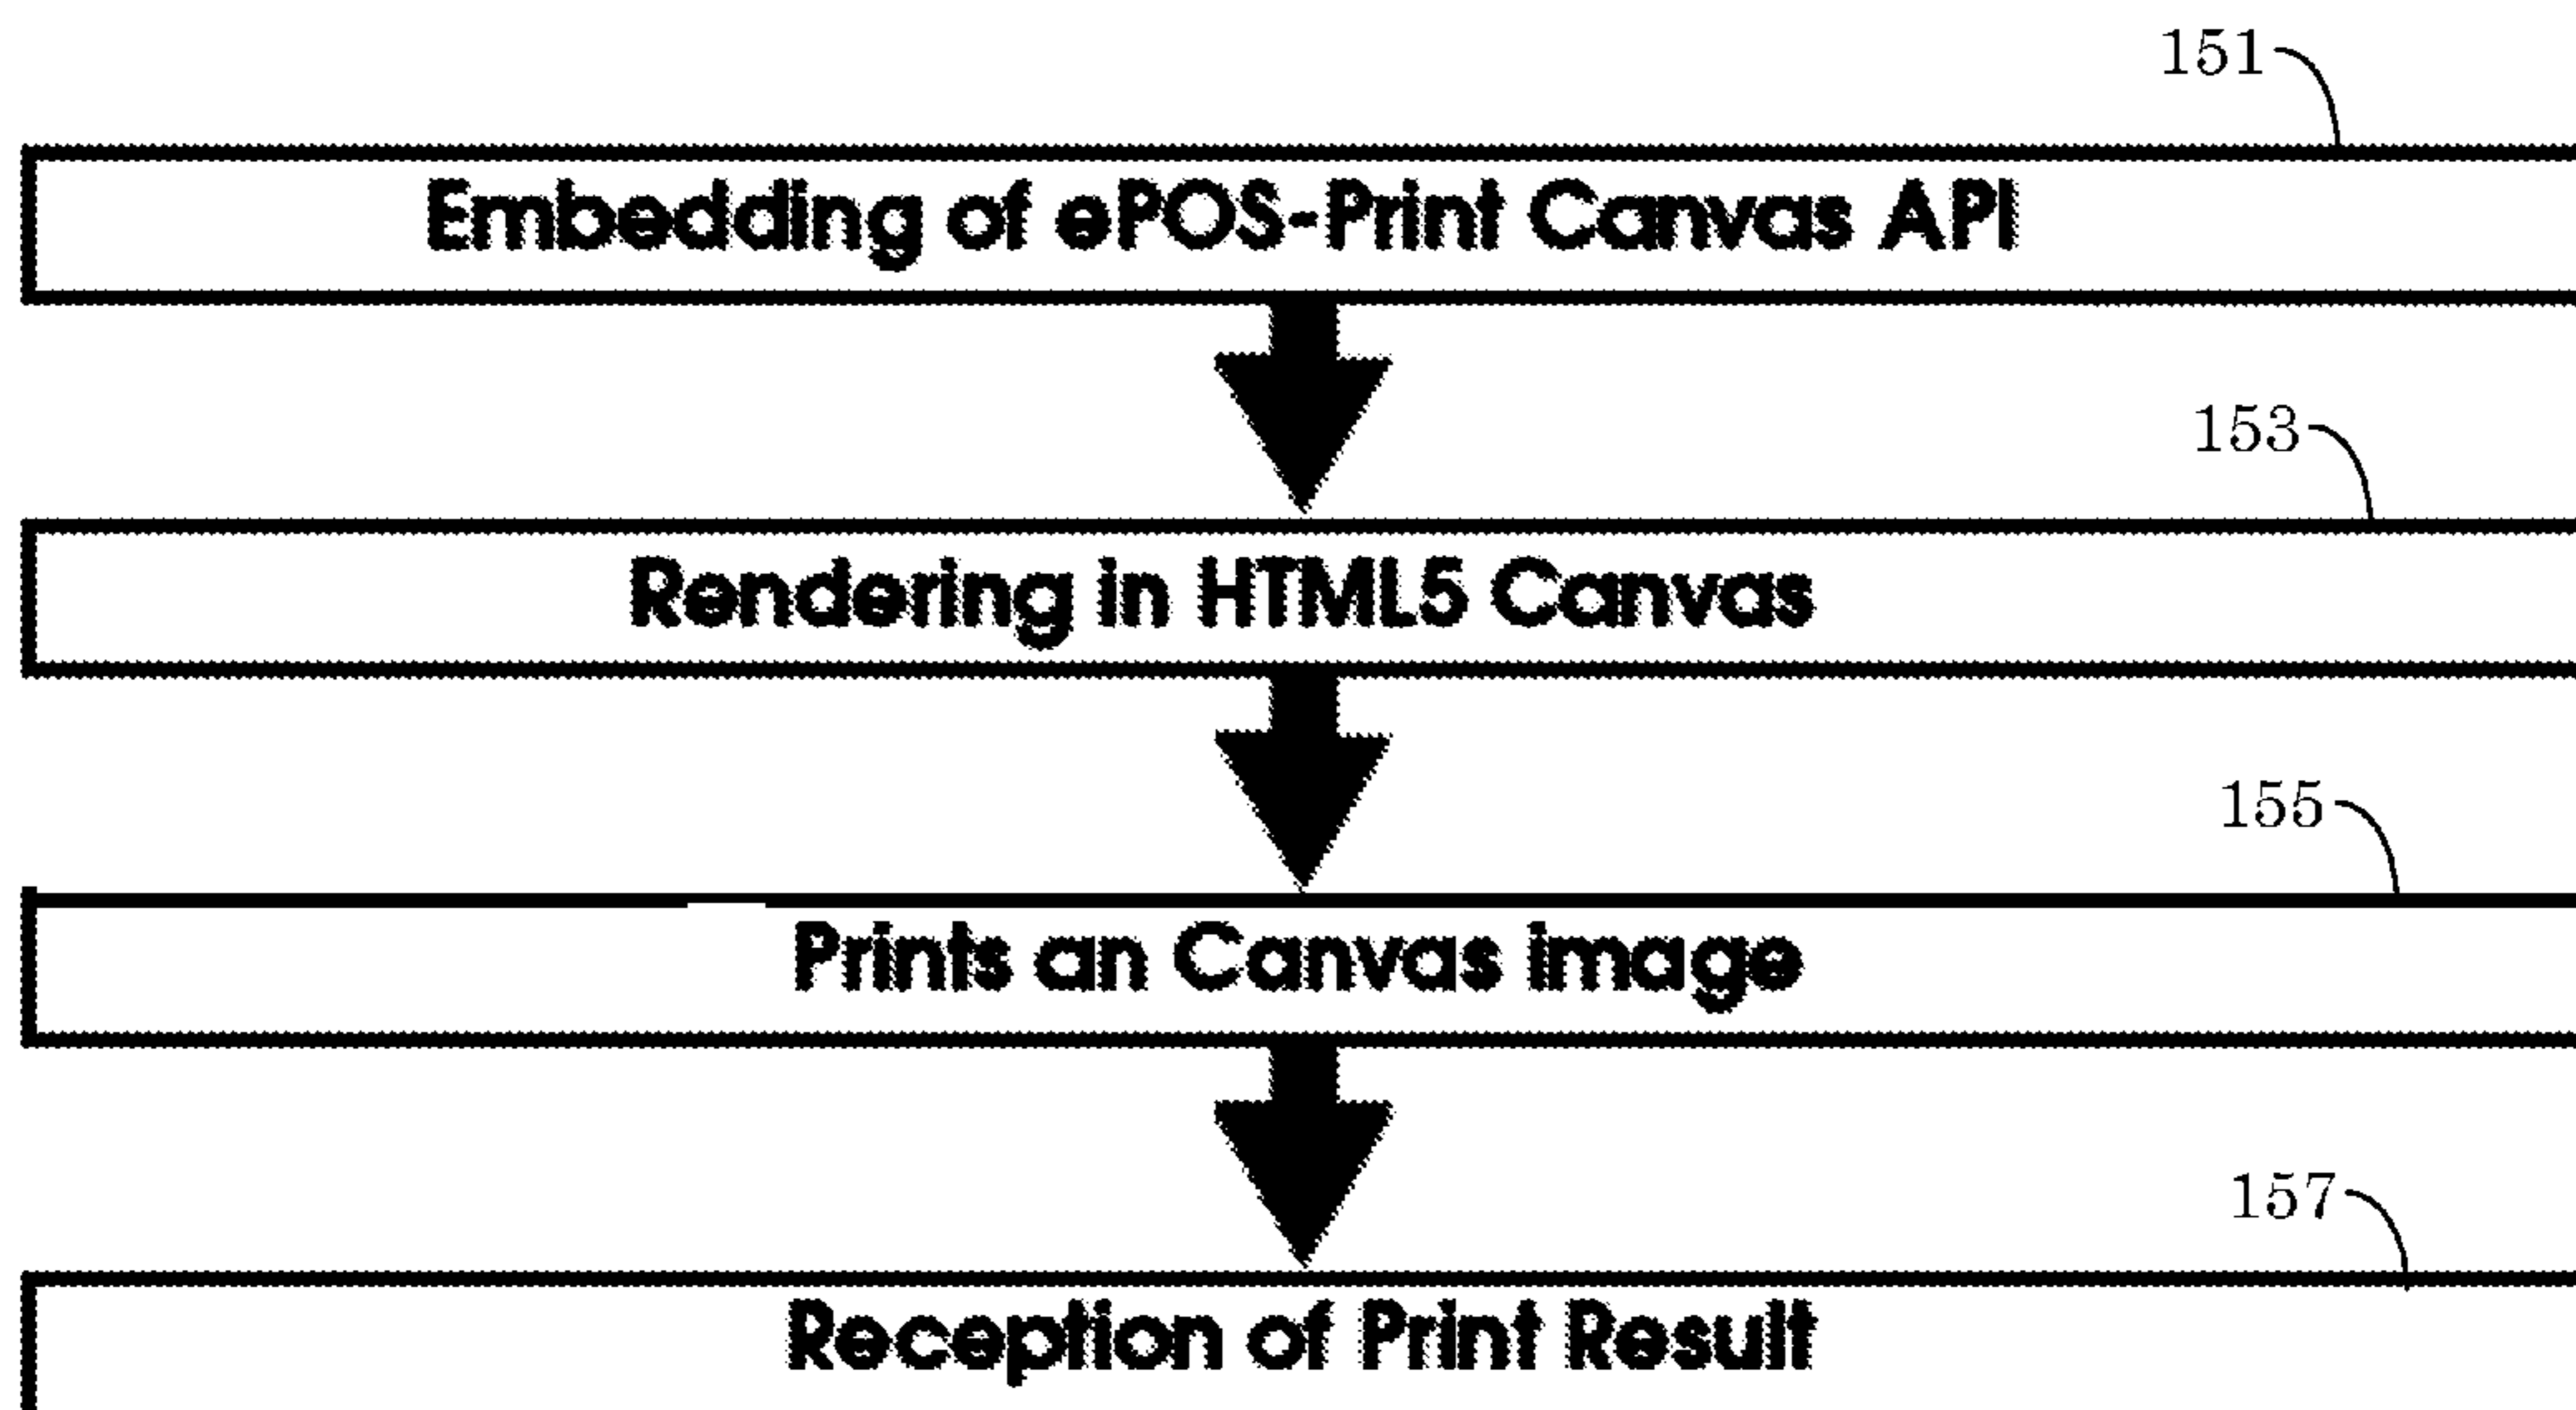 151
Embedding of ePOS-Print Canvas API
153
Rendering in HTML5 Canvas
155
Prints an Canvas image
157
Reception of Print Result